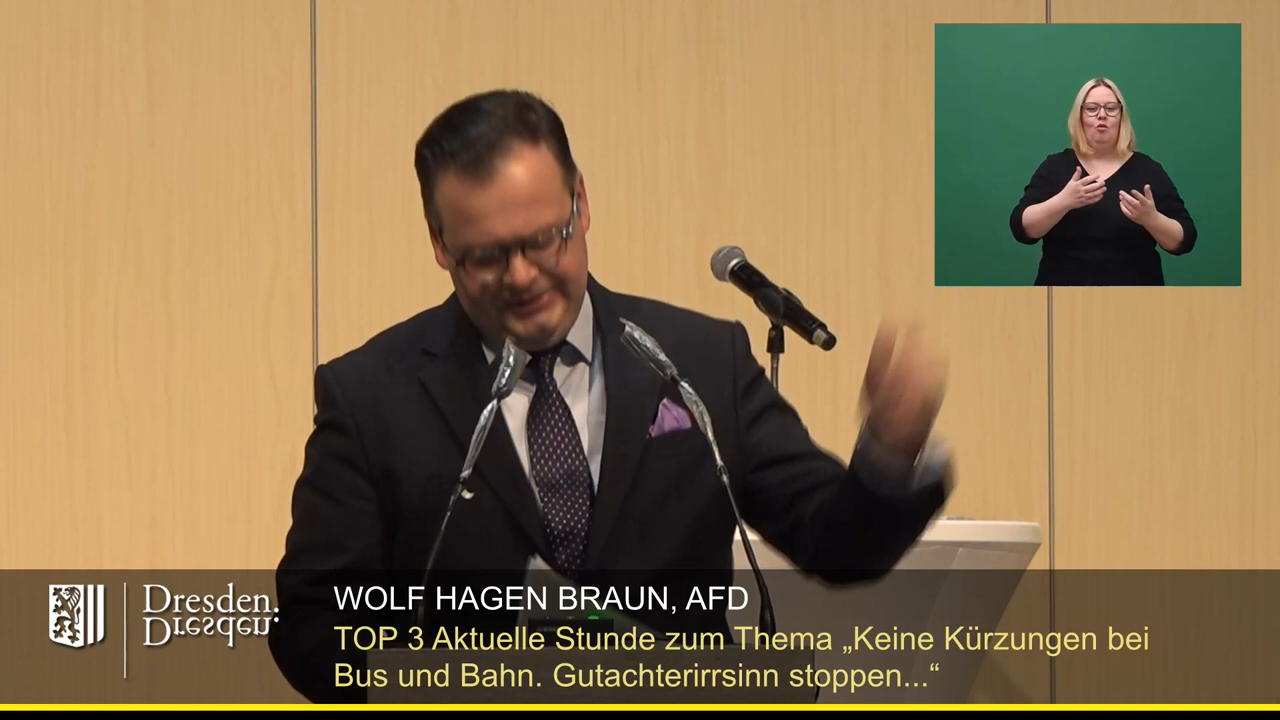 Dresden.
Dresden.
WOLF HAGEN BRAUN, AFD
TOP 3 Aktuelle Stunde zum Thema „Keine Kürzungen bei
Bus und Bahn. Gutachterirrsinn stoppen...“